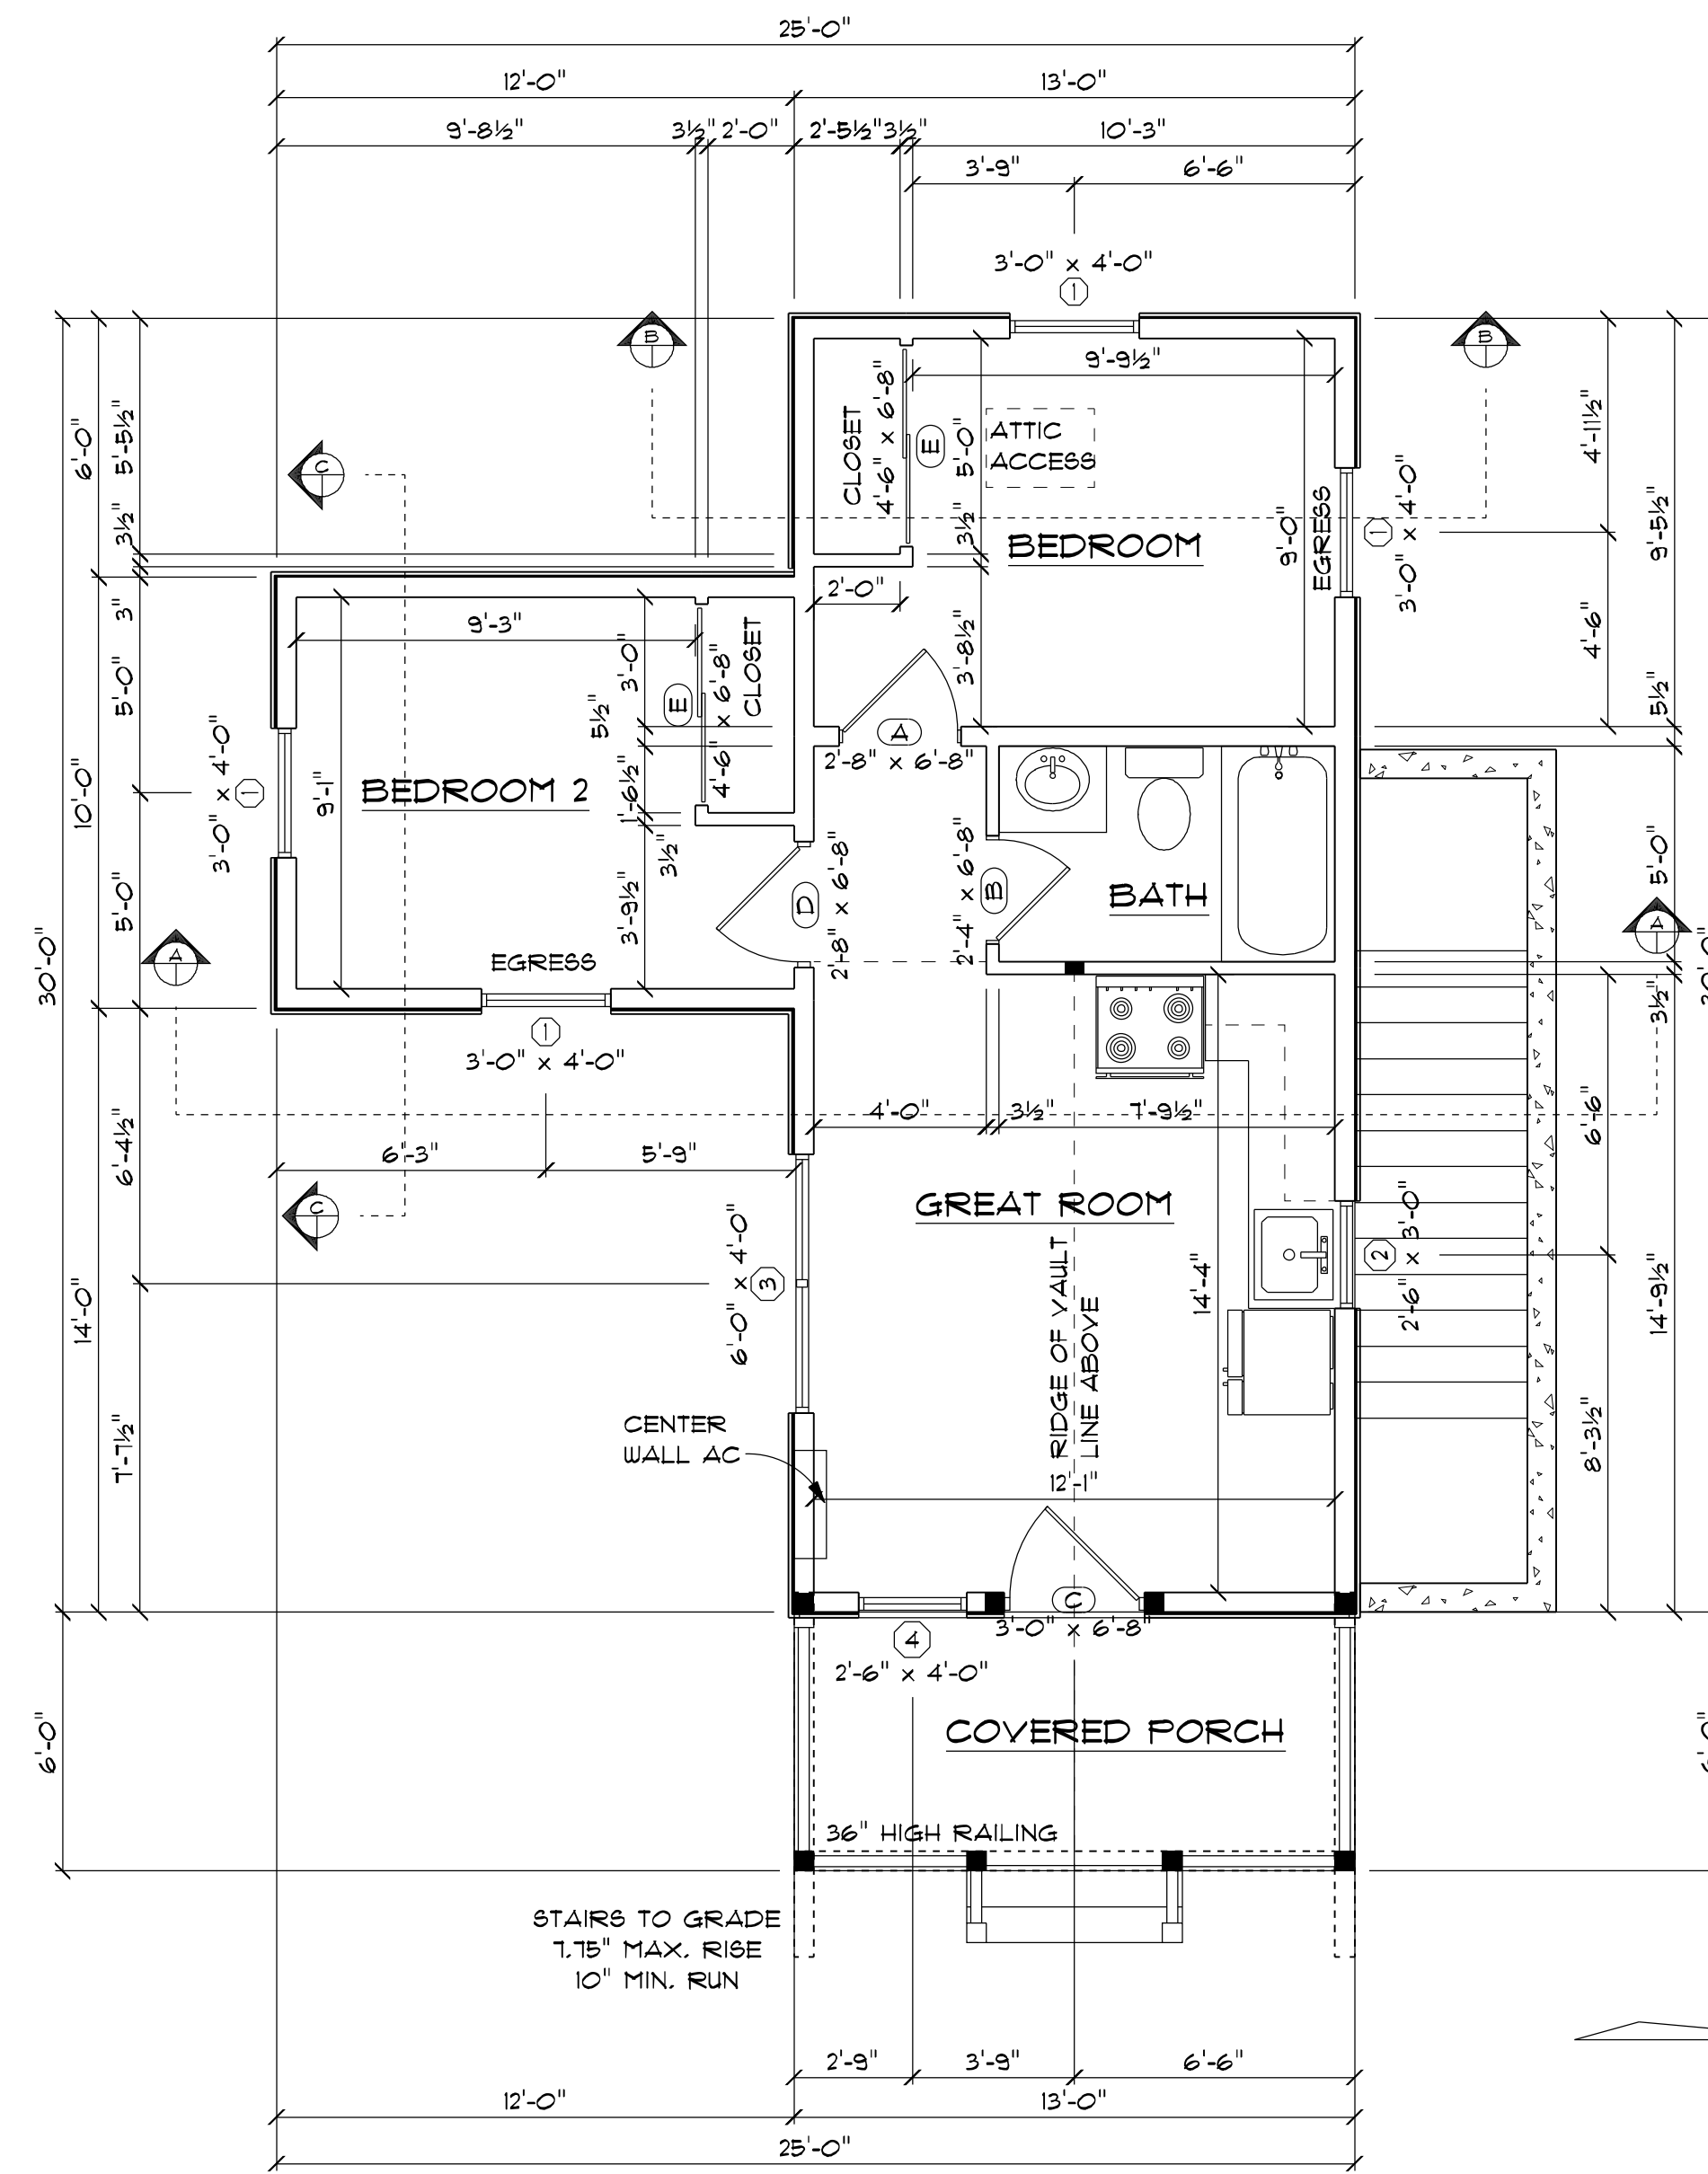 25'-0"
12'-0" 13'-0"
9'-8½" 3½" 2'-0" 2'-5½" 3½" 10'-3"
3'-9" 6'-6"
3'-0" x 4'-0"
1
B B
9'-9½"
CLOSET
4'-6" x 6'-8"
E
5'-0"
3½"
3'-8½"
ATTIC
ACCESS
BEDROOM
9'-0"
EGRESS
1
3'-0" x 4'-0"
4'-11½"
4'-6"
9'-5½"
5½"
C
6'-0"
5'-5½"
3½"
3"
5'-0"
5'-0"
10'-0"
30'-0"
2'-0"
9'-3"
3'-0"
5½"
1'-6½"
3½"
3'-9½"
E
4'-6" x 6'-8"
CLOSET
3'-0" x 4'-0"
1
9'-1"
BEDROOM 2
A
2'-8" x 6'-8"
D
2'-8" x 6'-8"
B
2'-4" x 6'-8"
BATH
5'-0"
3½"
30'-0"
A
A
EGRESS
1
3'-0" x 4'-0"
4'-0" 3½" 7'-9½"
6'-3" 5'-9"
C
6'-4½"
14'-0"
7'-7½"
GREAT ROOM
6'-0" x 4'-0"
3
RIDGE OF VAULT
LINE ABOVE
14'-4"
2
2'-6" x 3'-0"
6'-6"
8'-3½"
14'-9½"
CENTER
WALL AC
12'-1"
C
3'-0" x 6'-8"
4
2'-6" x 4'-0"
6'-0"
COVERED PORCH
36" HIGH RAILING
STAIRS TO GRADE
7.75" MAX. RISE
10" MIN. RUN
2'-9" 3'-9" 6'-6"
12'-0" 13'-0"
25'-0"